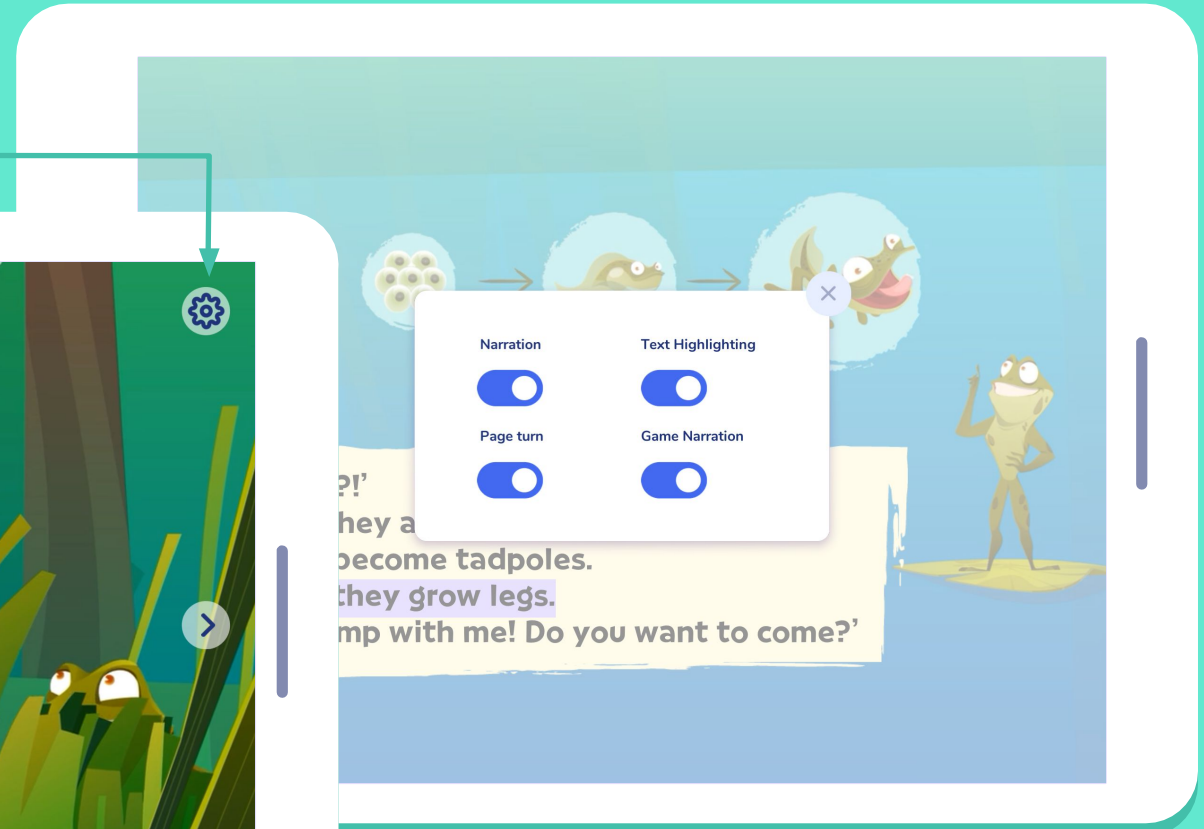 Narration
Text Highlighting
Page turn
Game Narration
?!’
hey a
become tadpoles.
they grow legs.
mp with me! Do you want to come?’